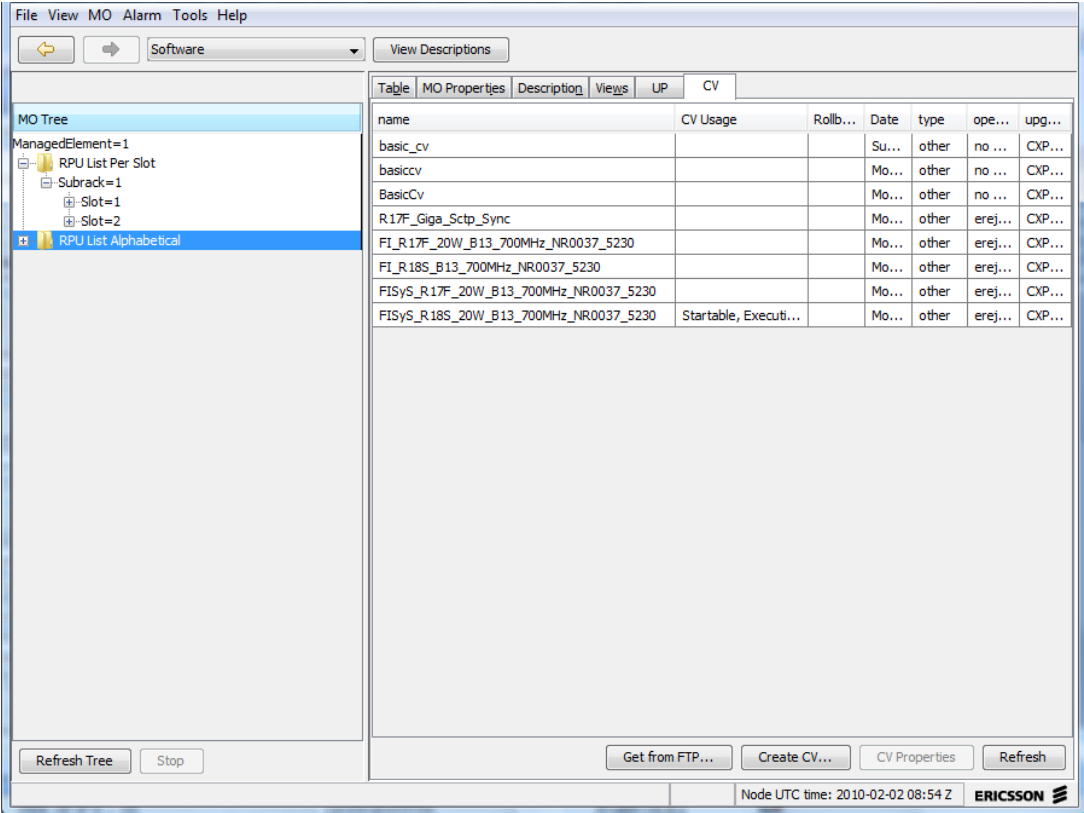 File View MO Alarm Tools Help
Software View Descriptions
Table MO Properties Description Views UP CV
MO Tree
ManagedElement=1
RPU List Per Slot
Subrack=1
Slot=1
Slot=2
RPU List Alphabetical
name CV Usage Rollb... Date type ope... upg...
basic_cv Su... other no ... CXP...
basiccv Mo... other no ... CXP...
BasicCv Mo... other no ... CXP...
R17F_Giga_Sctp_Sync Mo... other erej... CXP...
FI_R17F_20W_B13_700MHz_NR0037_5230 Mo... other erej... CXP...
FI_R18S_B13_700MHz_NR0037_5230 Mo... other erej... CXP...
FISyS_R17F_20W_B13_700MHz_NR0037_5230 Mo... other erej... CXP...
FISyS_R18S_20W_B13_700MHz_NR0037_5230 Startable, Executi... Mo... other erej... CXP...
Refresh Tree Stop
Get from FTP... Create CV... CV Properties Refresh
Node UTC time: 2010-02-02 08:54 Z ERICSSON